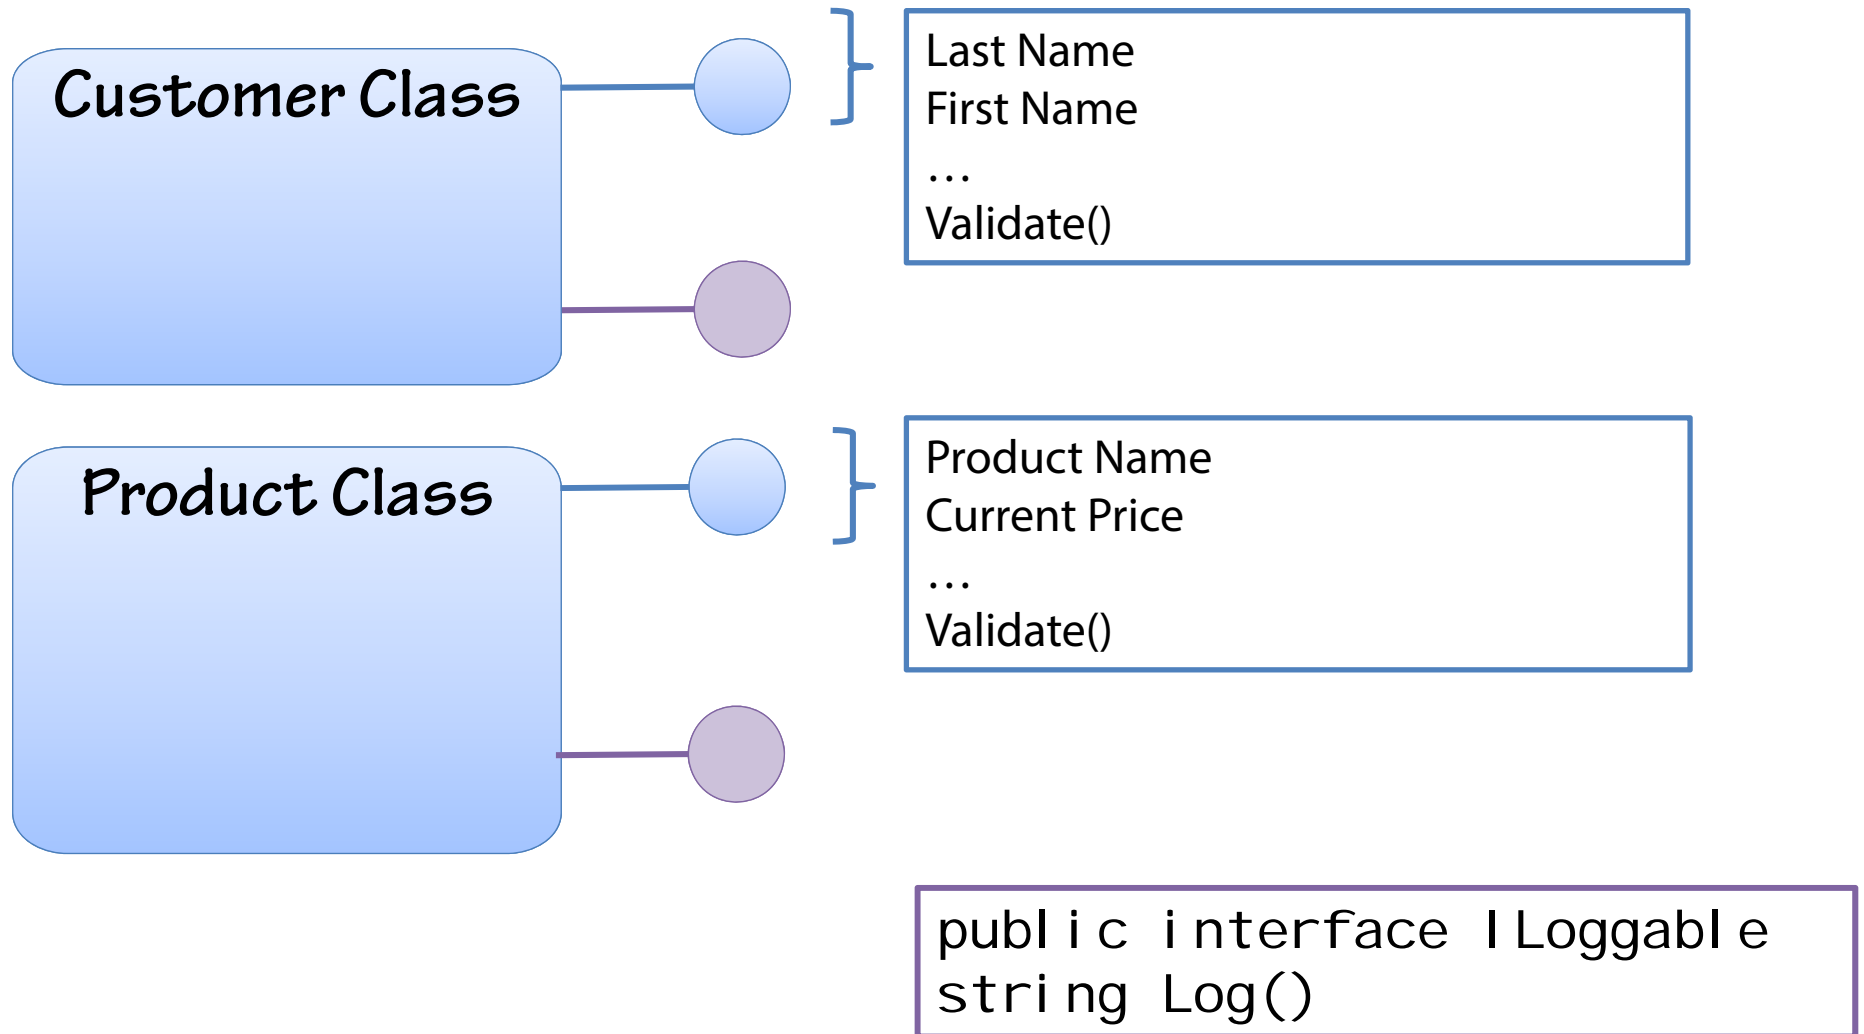 Customer Class
Last Name
First Name
…
Validate()
Product Class
Product Name
Current Price
…
Validate()
public interface ILoggable
string Log()